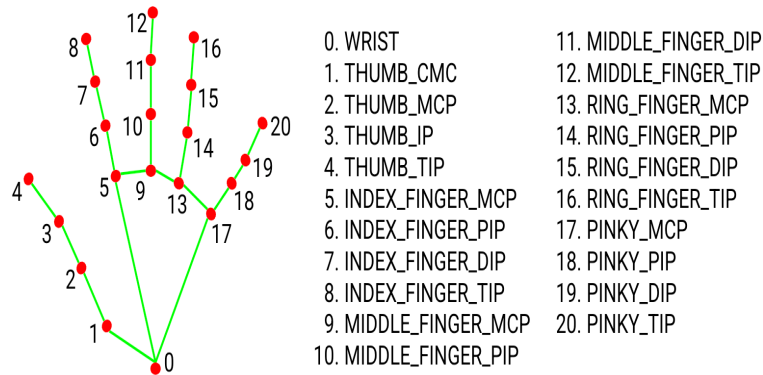 12
8
16
11
7
15
10
6
20
14
19
4
5
9
13
18
3
17
2
1
0
0. WRIST
1. THUMB_CMC
2. THUMB_MCP
3. THUMB_IP
4. THUMB_TIP
5. INDEX_FINGER_MCP
6. INDEX_FINGER_PIP
7. INDEX_FINGER_DIP
8. INDEX_FINGER_TIP
9. MIDDLE_FINGER_MCP
10. MIDDLE_FINGER_PIP
11. MIDDLE_FINGER_DIP
12. MIDDLE_FINGER_TIP
13. RING_FINGER_MCP
14. RING_FINGER_PIP
15. RING_FINGER_DIP
16. RING_FINGER_TIP
17. PINKY_MCP
18. PINKY_PIP
19. PINKY_DIP
20. PINKY_TIP